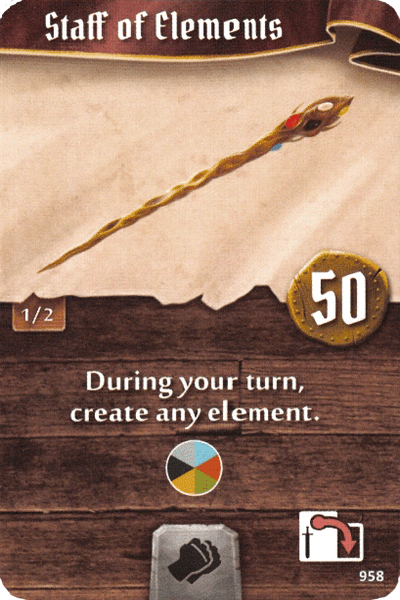 Staff of Elements
50
1/2
During your turn,
create any element.
958